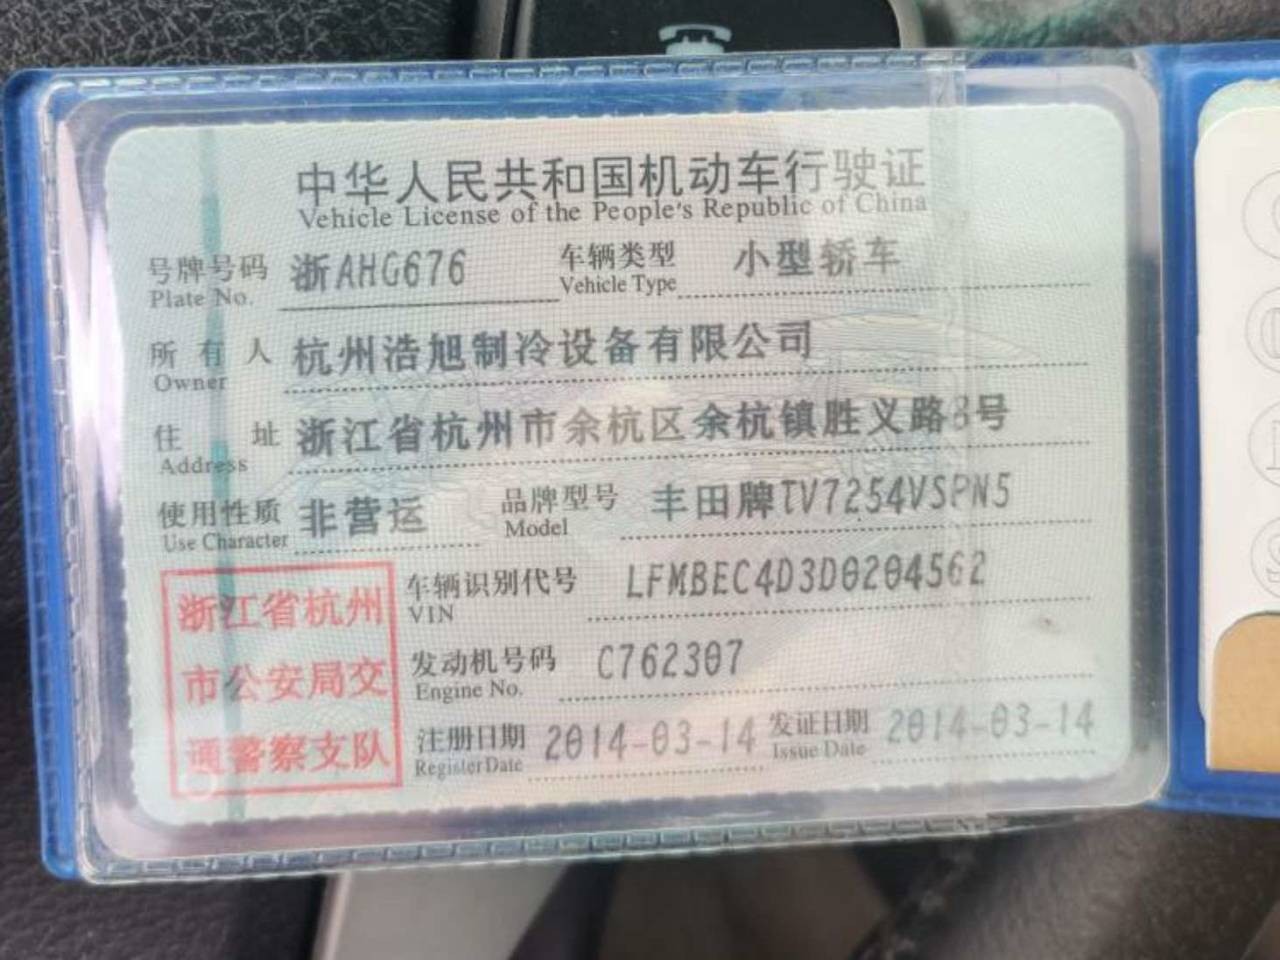 中华人民共和国机动车行驶证
Vehicle License of the People's Republic of China
号牌号码 浙AHG676 车辆类型 小型轿车
Plate No. Vehicle Type
所有人 杭州浩旭制冷设备有限公司
Owner
住址 浙江省杭州市余杭区余杭镇胜义路8号
Address
使用性质 非营运 品牌型号 丰田牌TV7254VSPN5
Use Character Model
浙江省杭州
市公安局交
通警察支队
车辆识别代号 LFMBEC4D3D0204562
VIN
发动机号码 C762307
Engine No.
注册日期 2014-03-14 发证日期 2014-03-14
Register Date Issue Date